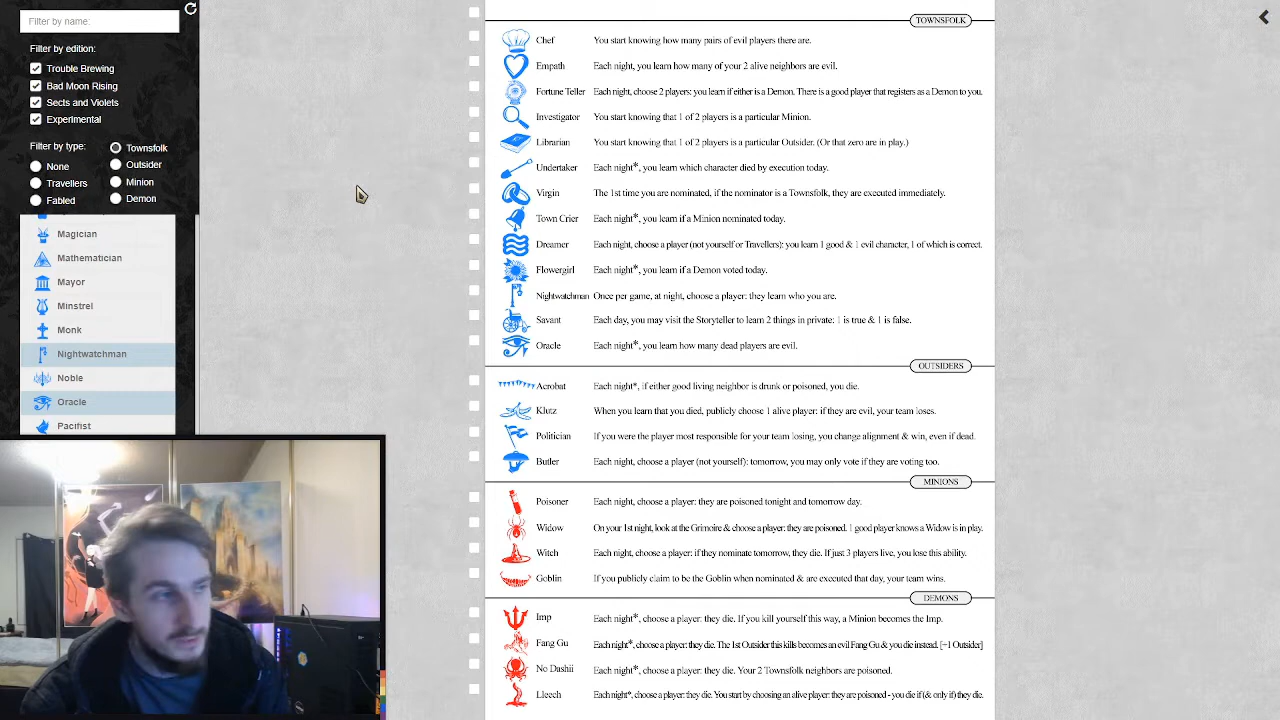 Filter by name:
Filter by edition:
Trouble Brewing
Bad Moon Rising
Sects and Violets
Experimental
Filter by type:
Townsfolk
None
Outsider
Travellers
Minion
Fabled
Demon
Magician
Mathematician
Mayor
Minstrel
Monk
Nightwatchman
Noble
Oracle
Pacifist
TOWNSFOLK
Chef You start knowing how many pairs of evil players there are.
Empath Each night, you learn how many of your 2 alive neighbors are evil.
Fortune Teller Each night, choose 2 players: you learn if either is a Demon. There is a good player that registers as a Demon to you.
Investigator You start knowing that 1 of 2 players is a particular Minion.
Librarian You start knowing that 1 of 2 players is a particular Outsider. (Or that zero are in play.)
Undertaker Each night*, you learn which character died by execution today.
Virgin The 1st time you are nominated, if the nominator is a Townsfolk, they are executed immediately.
Town Crier Each night*, you learn if a Minion nominated today.
Dreamer Each night, choose a player (not yourself or Travellers): you learn 1 good & 1 evil character, 1 of which is correct.
Flowergirl Each night*, you learn if a Demon voted today.
Nightwatchman Once per game, at night, choose a player: they learn who you are.
Savant Each day, you may visit the Storyteller to learn 2 things in private: 1 is true & 1 is false.
Oracle Each night*, you learn how many dead players are evil.
OUTSIDERS
Acrobat Each night*, if either good living neighbor is drunk or poisoned, you die.
Klutz When you learn that you died, publicly choose 1 alive player: if they are evil, your team loses.
Politician If you were the player most responsible for your team losing, you change alignment & win, even if dead.
Butler Each night, choose a player (not yourself): tomorrow, you may only vote if they are voting too.
MINIONS
Poisoner Each night, choose a player: they are poisoned tonight and tomorrow day.
Widow On your 1st night, look at the Grimoire & choose a player: they are poisoned. 1 good player knows a Widow is in play.
Witch Each night, choose a player: if they nominate tomorrow, they die. If just 3 players live, you lose this ability.
Goblin If you publicly claim to be the Goblin when nominated & are executed that day, your team wins.
DEMONS
Imp Each night*, choose a player: they die. If you kill yourself this way, a Minion becomes the Imp.
Fang Gu Each night*, choose a player: they die. The 1st Outsider this kills becomes an evil Fang Gu & you die instead. [+1 Outsider]
No Dashii Each night*, choose a player: they die. Your 2 Townsfolk neighbors are poisoned.
Lleech Each night*, choose a player: they die. You start by choosing an alive player: they are poisoned - you die if (& only if) they die.